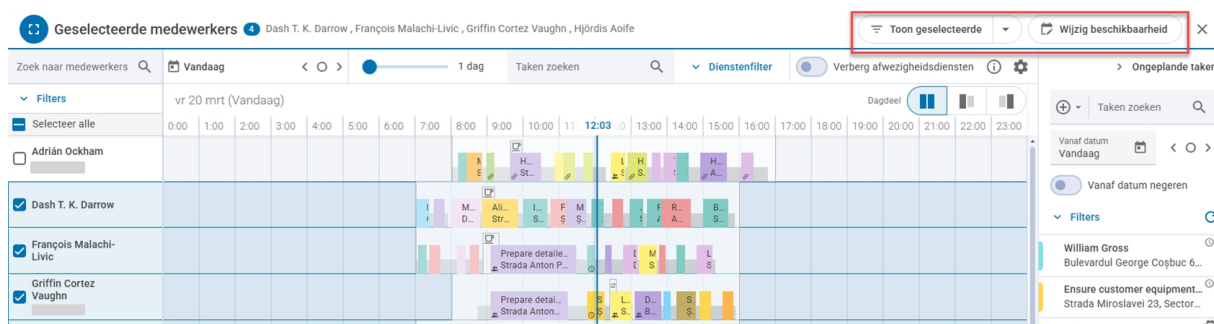 Geselecteerde medewerkers 4 Dash T. K. Darrow , François Malachi-Livic , Griffin Cortez Vaughn , Hjördis Aoife
Toon geselecteerde
Wijzig beschikbaarheid
Zoek naar medewerkers
Vandaag
1 dag
Taken zoeken
Dienstenfilter
Verberg afwezigheidsdiensten
Ongeplande taken
Filters
vr 20 mrt (Vandaag)
Dagdeel
Selecteer alle
0:00 1:00 2:00 3:00 4:00 5:00 6:00 7:00 8:00 9:00 10:00 11: 12:03 13:00 14:00 15:00 16:00 17:00 18:00 19:00 20:00 21:00 22:00 23:00
Adrián Ockham
H... L H.. H...
St... S S. A...
Dash T. K. Darrow
M... Ali... I... F M R... B...
D... Str... S... S S. A... S...
François Malachi-
Livic
Prepare detaile... M L
Strada Anton P... S S
Griffin Cortez
Vaughn
Prepare detai... S L... D... S.
Strada Anton... S S.. B... S.
Taken zoeken
Vanaf datum
Vandaag
Vanaf datum negeren
Filters
William Gross
Bulevardul George Coșbuc 6...
Ensure customer equipment...
Strada Miroslavei 23, Sector...